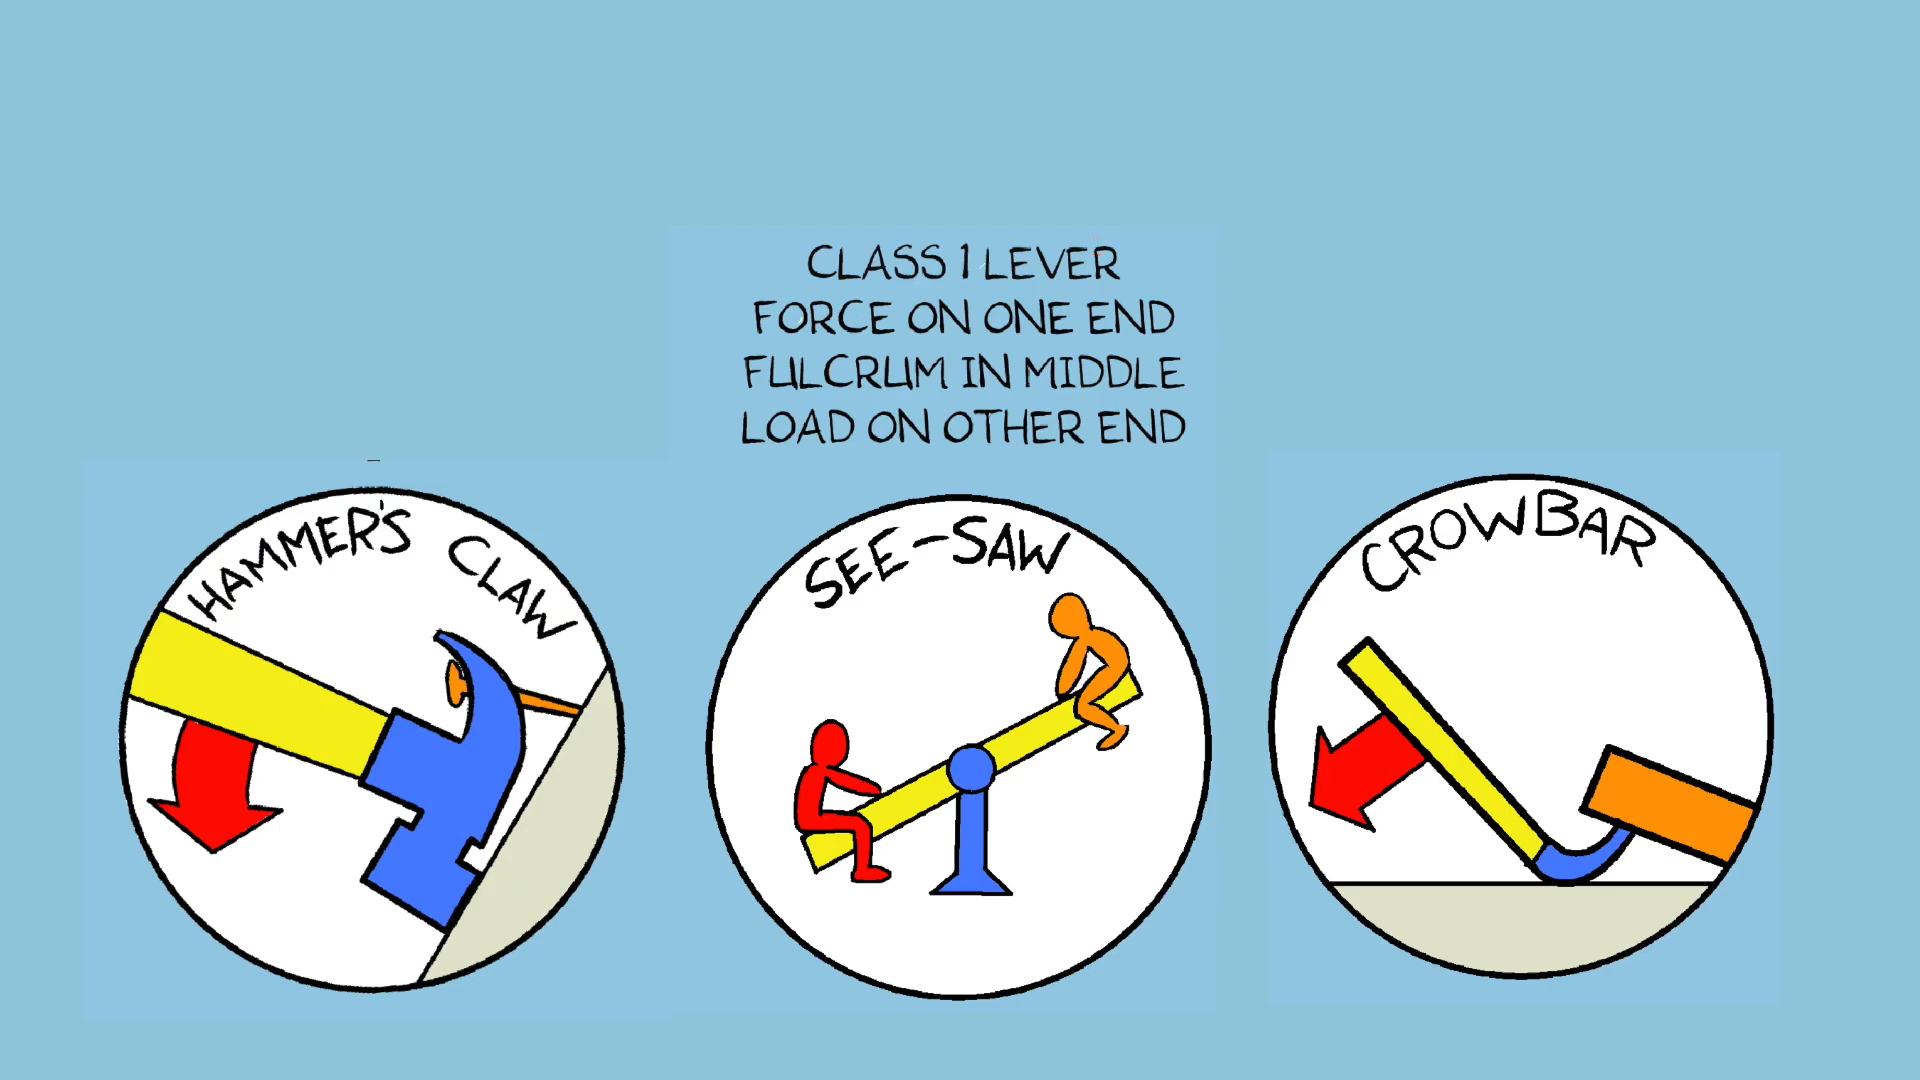 CLASS 1 LEVER
FORCE ON ONE END
FULCRUM IN MIDDLE
LOAD ON OTHER END
HAMMER'S CLAW
SEE-SAW
CROWBAR